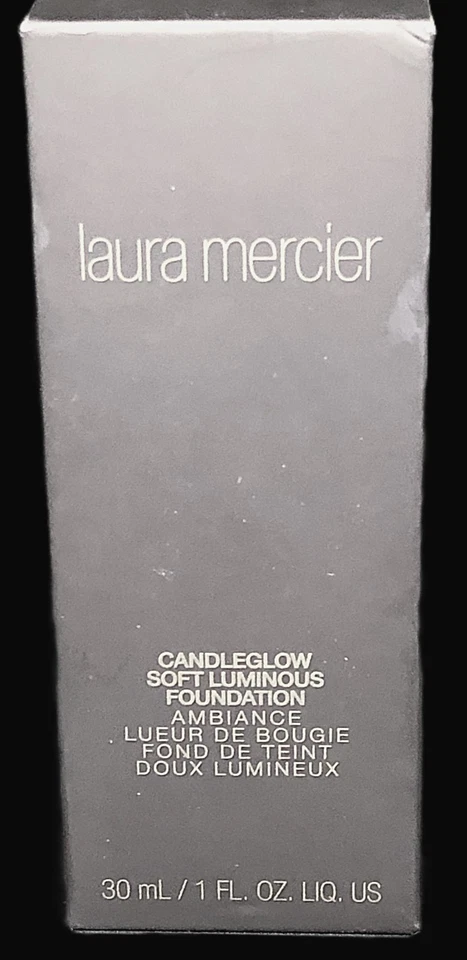 laura mercier
CANDLEGLOW
SOFT LUMINOUS
FOUNDATION
AMBIANCE
LUEUR DE BOUGIE
FOND DE TEINT
DOUX LUMINEUX
30 mL / 1 FL. OZ. LIQ. US